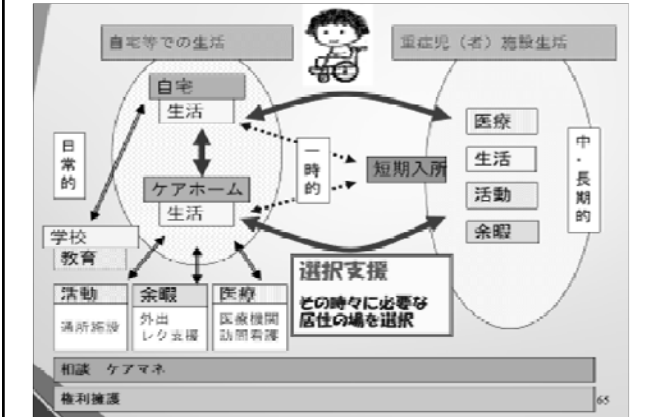 自宅等での生活
重症児（者）施設生活
自宅
生活
日常的
一時的
短期入所
医療
生活
活動
余暇
中・長期的
ケアホーム
生活
学校
教育
選択支援
その時々に必要な
居住の場を選択
活動
通所施設
余暇
外出
レク支援
医療
医療機関
訪問看護
相談 ケアマネ
権利擁護
65